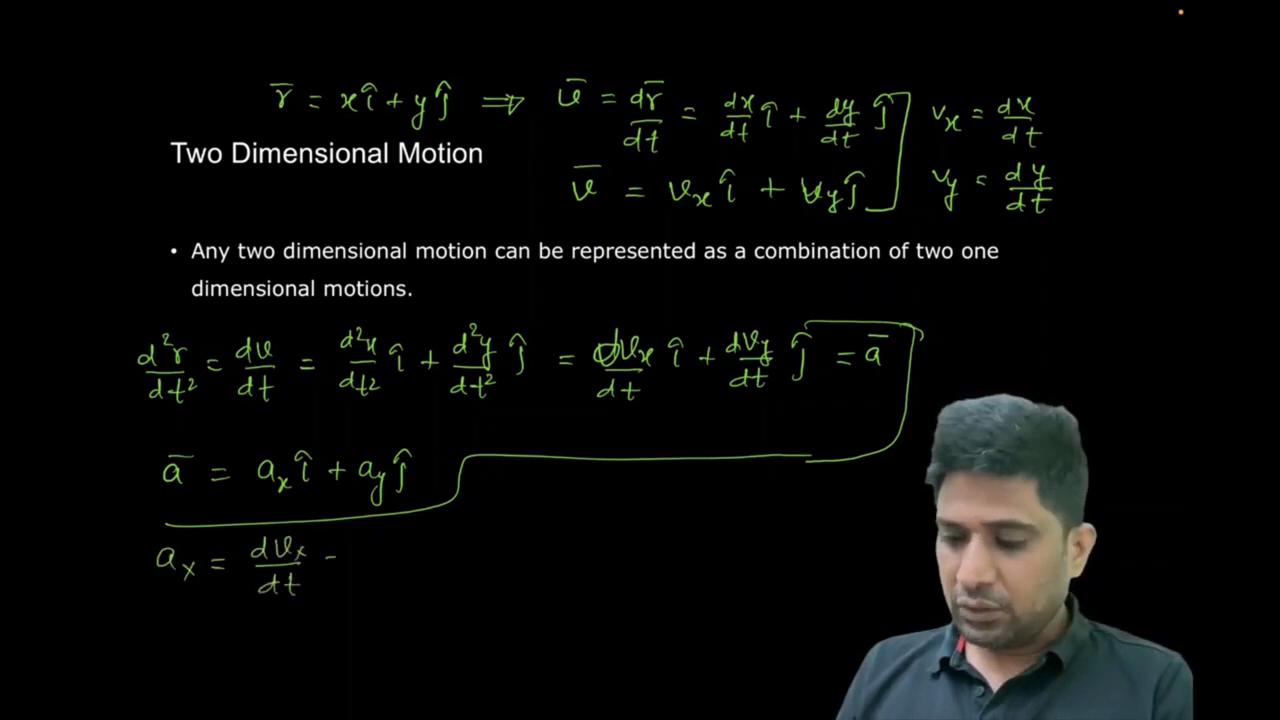 r̄ = xî + yĵ ⇒ v̄ = dr̄/dt = dx/dt î + dy/dt ĵ vx = dx/dt
Two Dimensional Motion
v̄ = vx î + vy ĵ vy = dy/dt
• Any two dimensional motion can be represented as a combination of two one
dimensional motions.
d²r/dt² = dv/dt = d²x/dt² î + d²y/dt² ĵ = dvx/dt î + dvy/dt ĵ = ā
ā = ax î + ay ĵ
ax = dvx/dt -